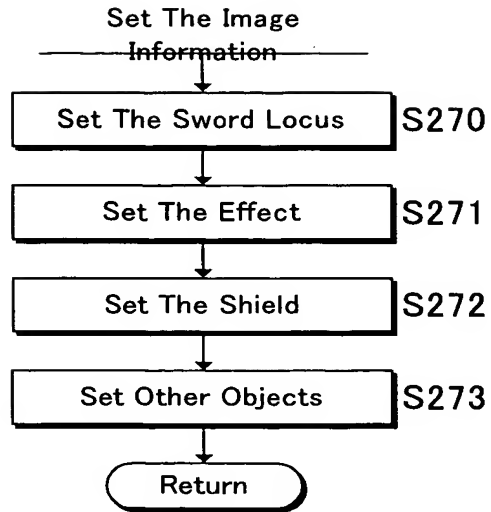 Set The Image
Information
Set The Sword Locus S270
Set The Effect S271
Set The Shield S272
Set Other Objects S273
Return